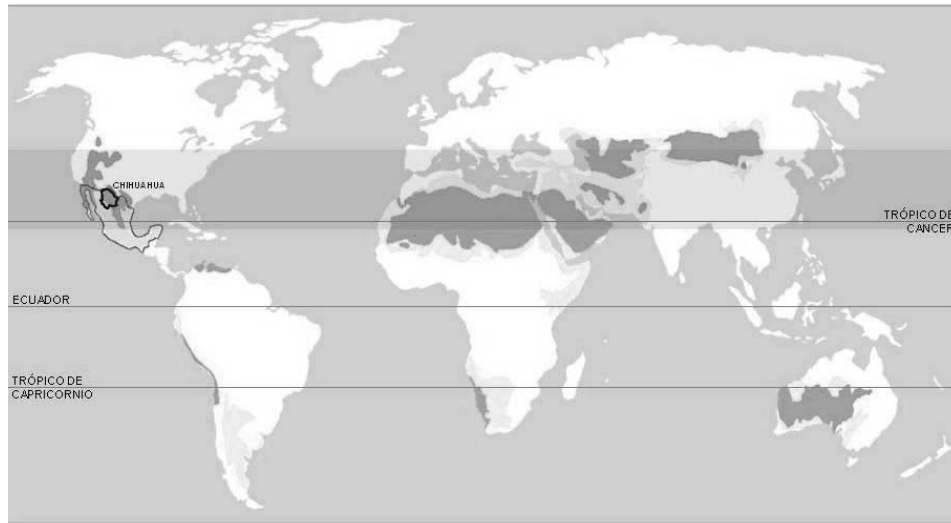 CHIHUAHUA
TRÓPICO DE
CANCER
ECUADOR
TRÓPICO DE
CAPRICORNIO